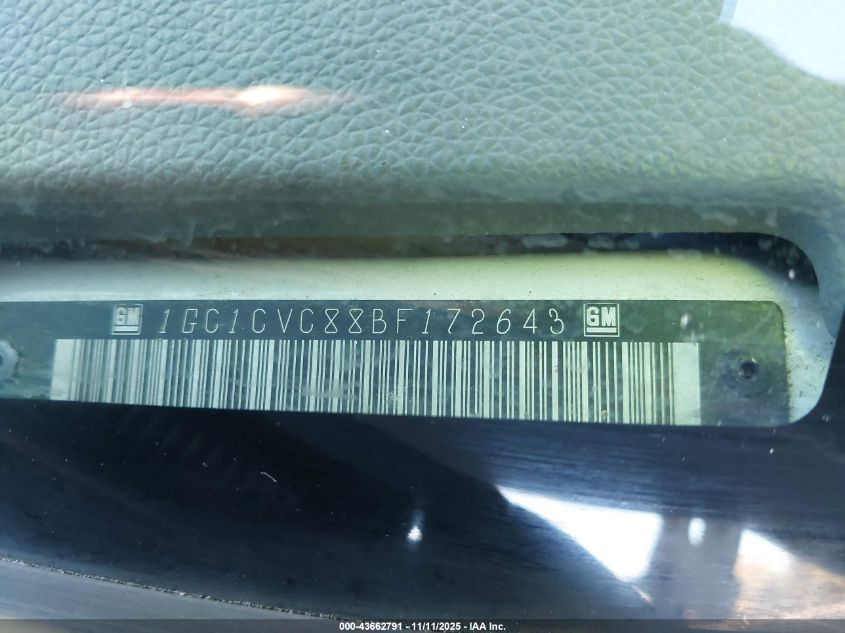 GM 1GC1CVC88BF172643 GM
000-43662791 - 11/11/2025 - IAA Inc.